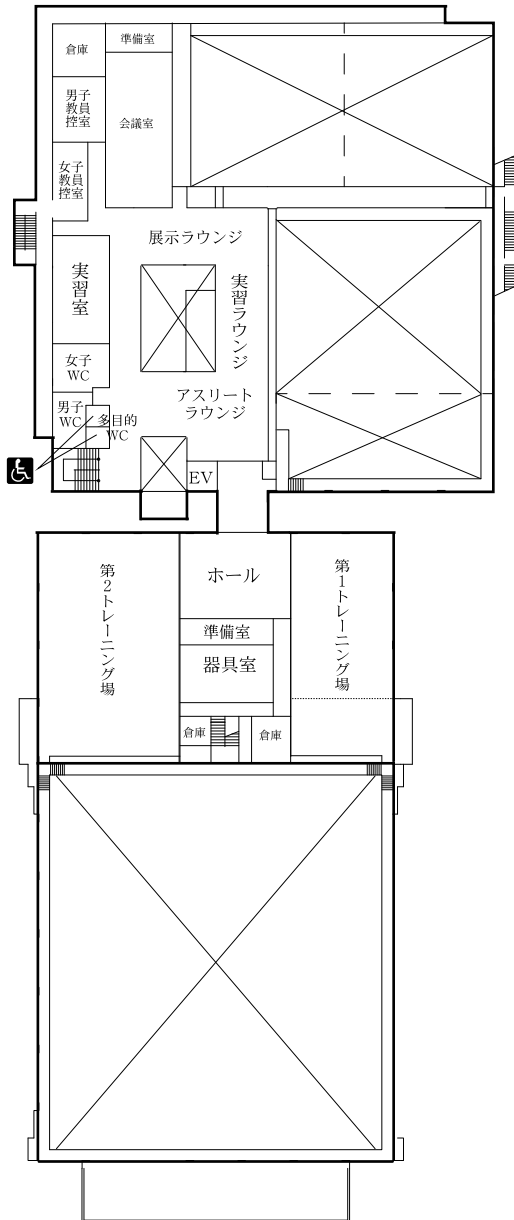 倉庫
準備室
男子
教員
控室
会議室
女子
教員
控室
展示ラウンジ
実習室
実習ラウンジ
女子
WC
アスリート
ラウンジ
男子
WC
多目的
WC
EV
ホール
第2トレーニング場
第1トレーニング場
準備室
器具室
倉庫
倉庫